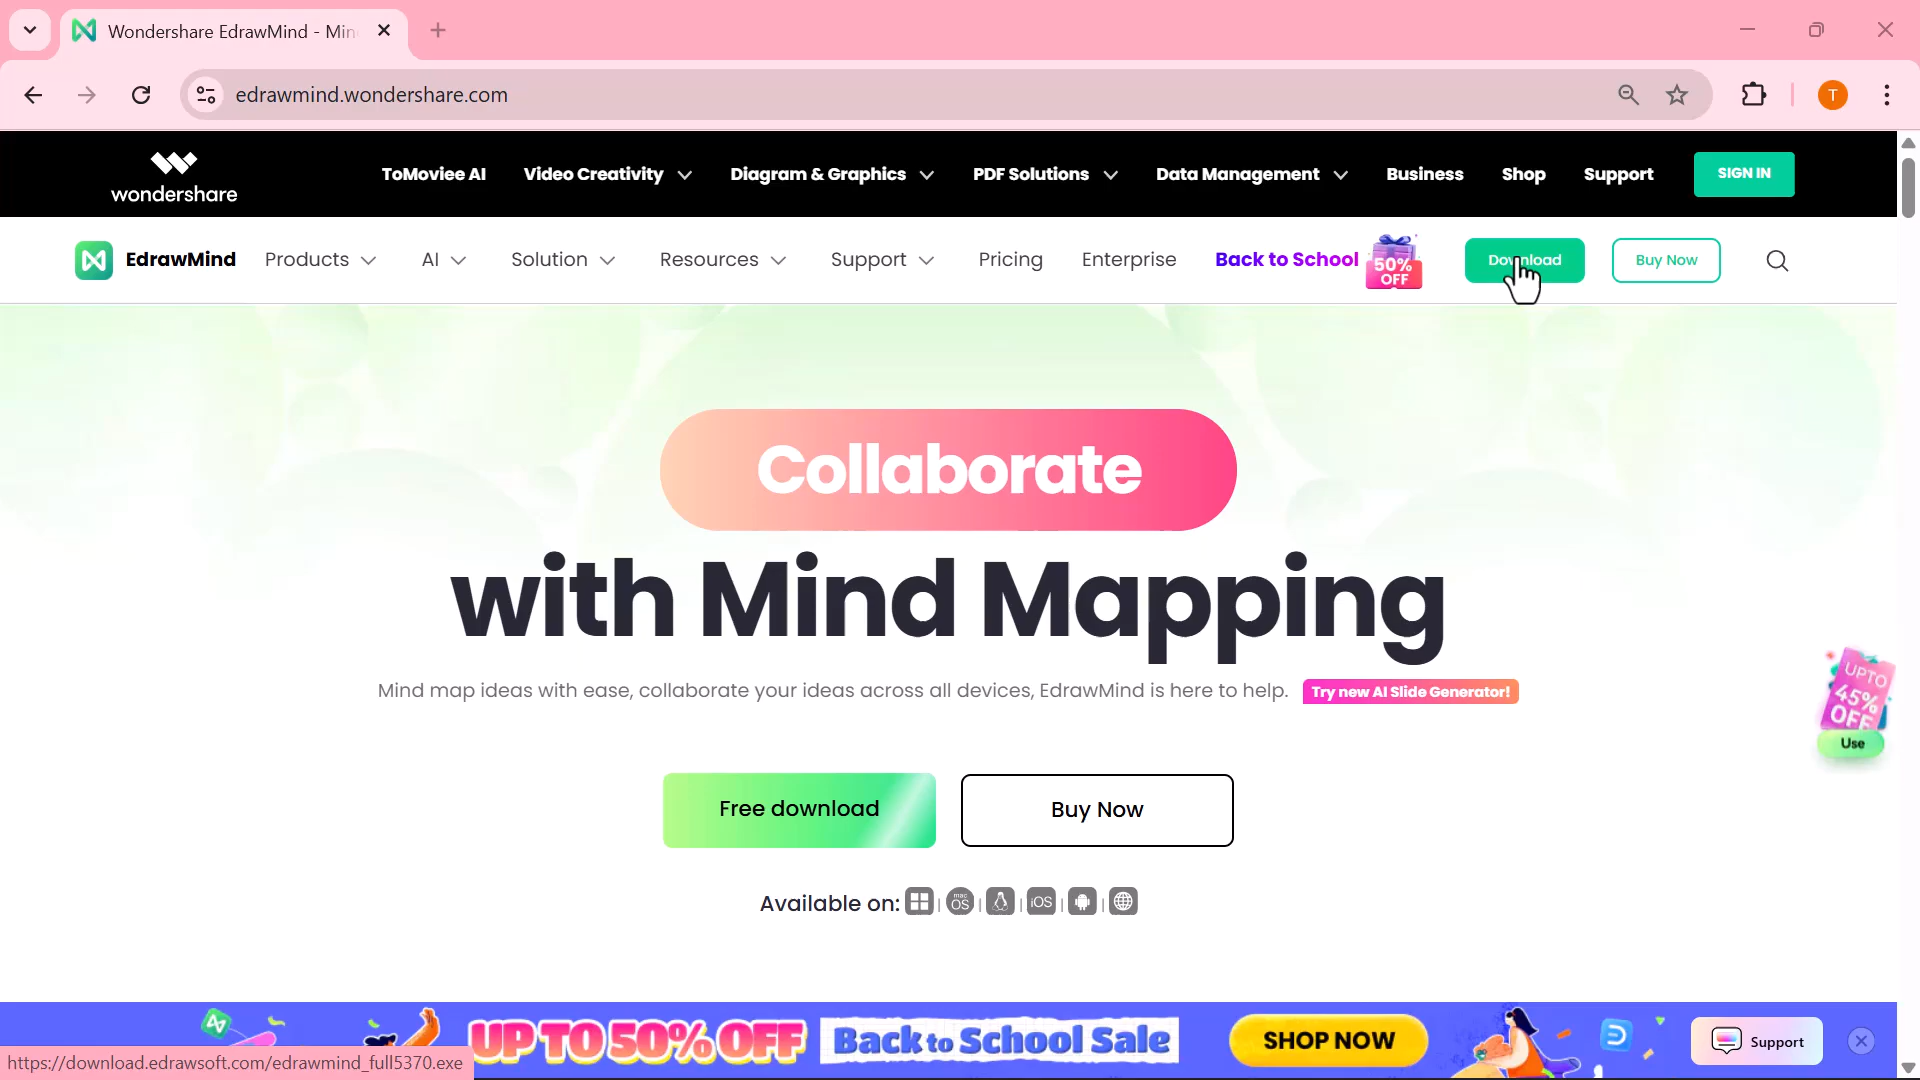 Wondershare EdrawMind - Min
T
edrawmind.wondershare.com
wondershare
ToMoviee AI
Video Creativity
Diagram & Graphics
PDF Solutions
Data Management
Business
Shop
Support
SIGN IN
EdrawMind
Products
AI
Solution
Resources
Support
Pricing
Enterprise
Back to School
50%
OFF
Download
Buy Now
Collaborate
with Mind Mapping
Mind map ideas with ease, collaborate your ideas across all devices, EdrawMind is here to help.
Try new AI Slide Generator!
UPTO
45%
OFF
Use
Free download
Buy Now
Available on:
mac
OS
iOS
UP TO 50% OFF
Back to School Sale
SHOP NOW
Support
https://download.edrawsoft.com/edrawmind_full5370.exe